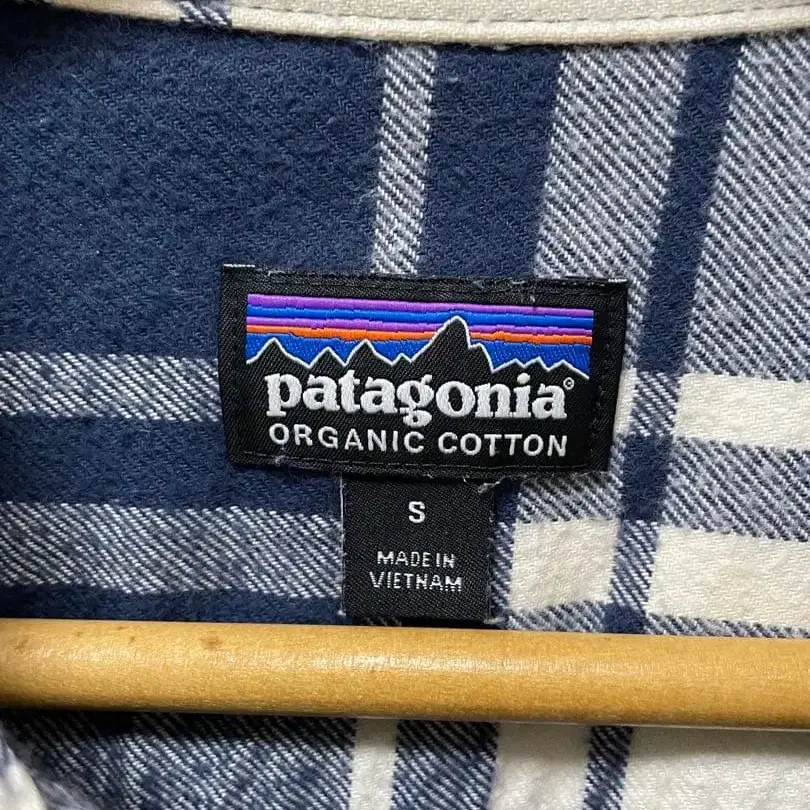 patagonia®
ORGANIC COTTON
S
MADE IN
VIETNAM